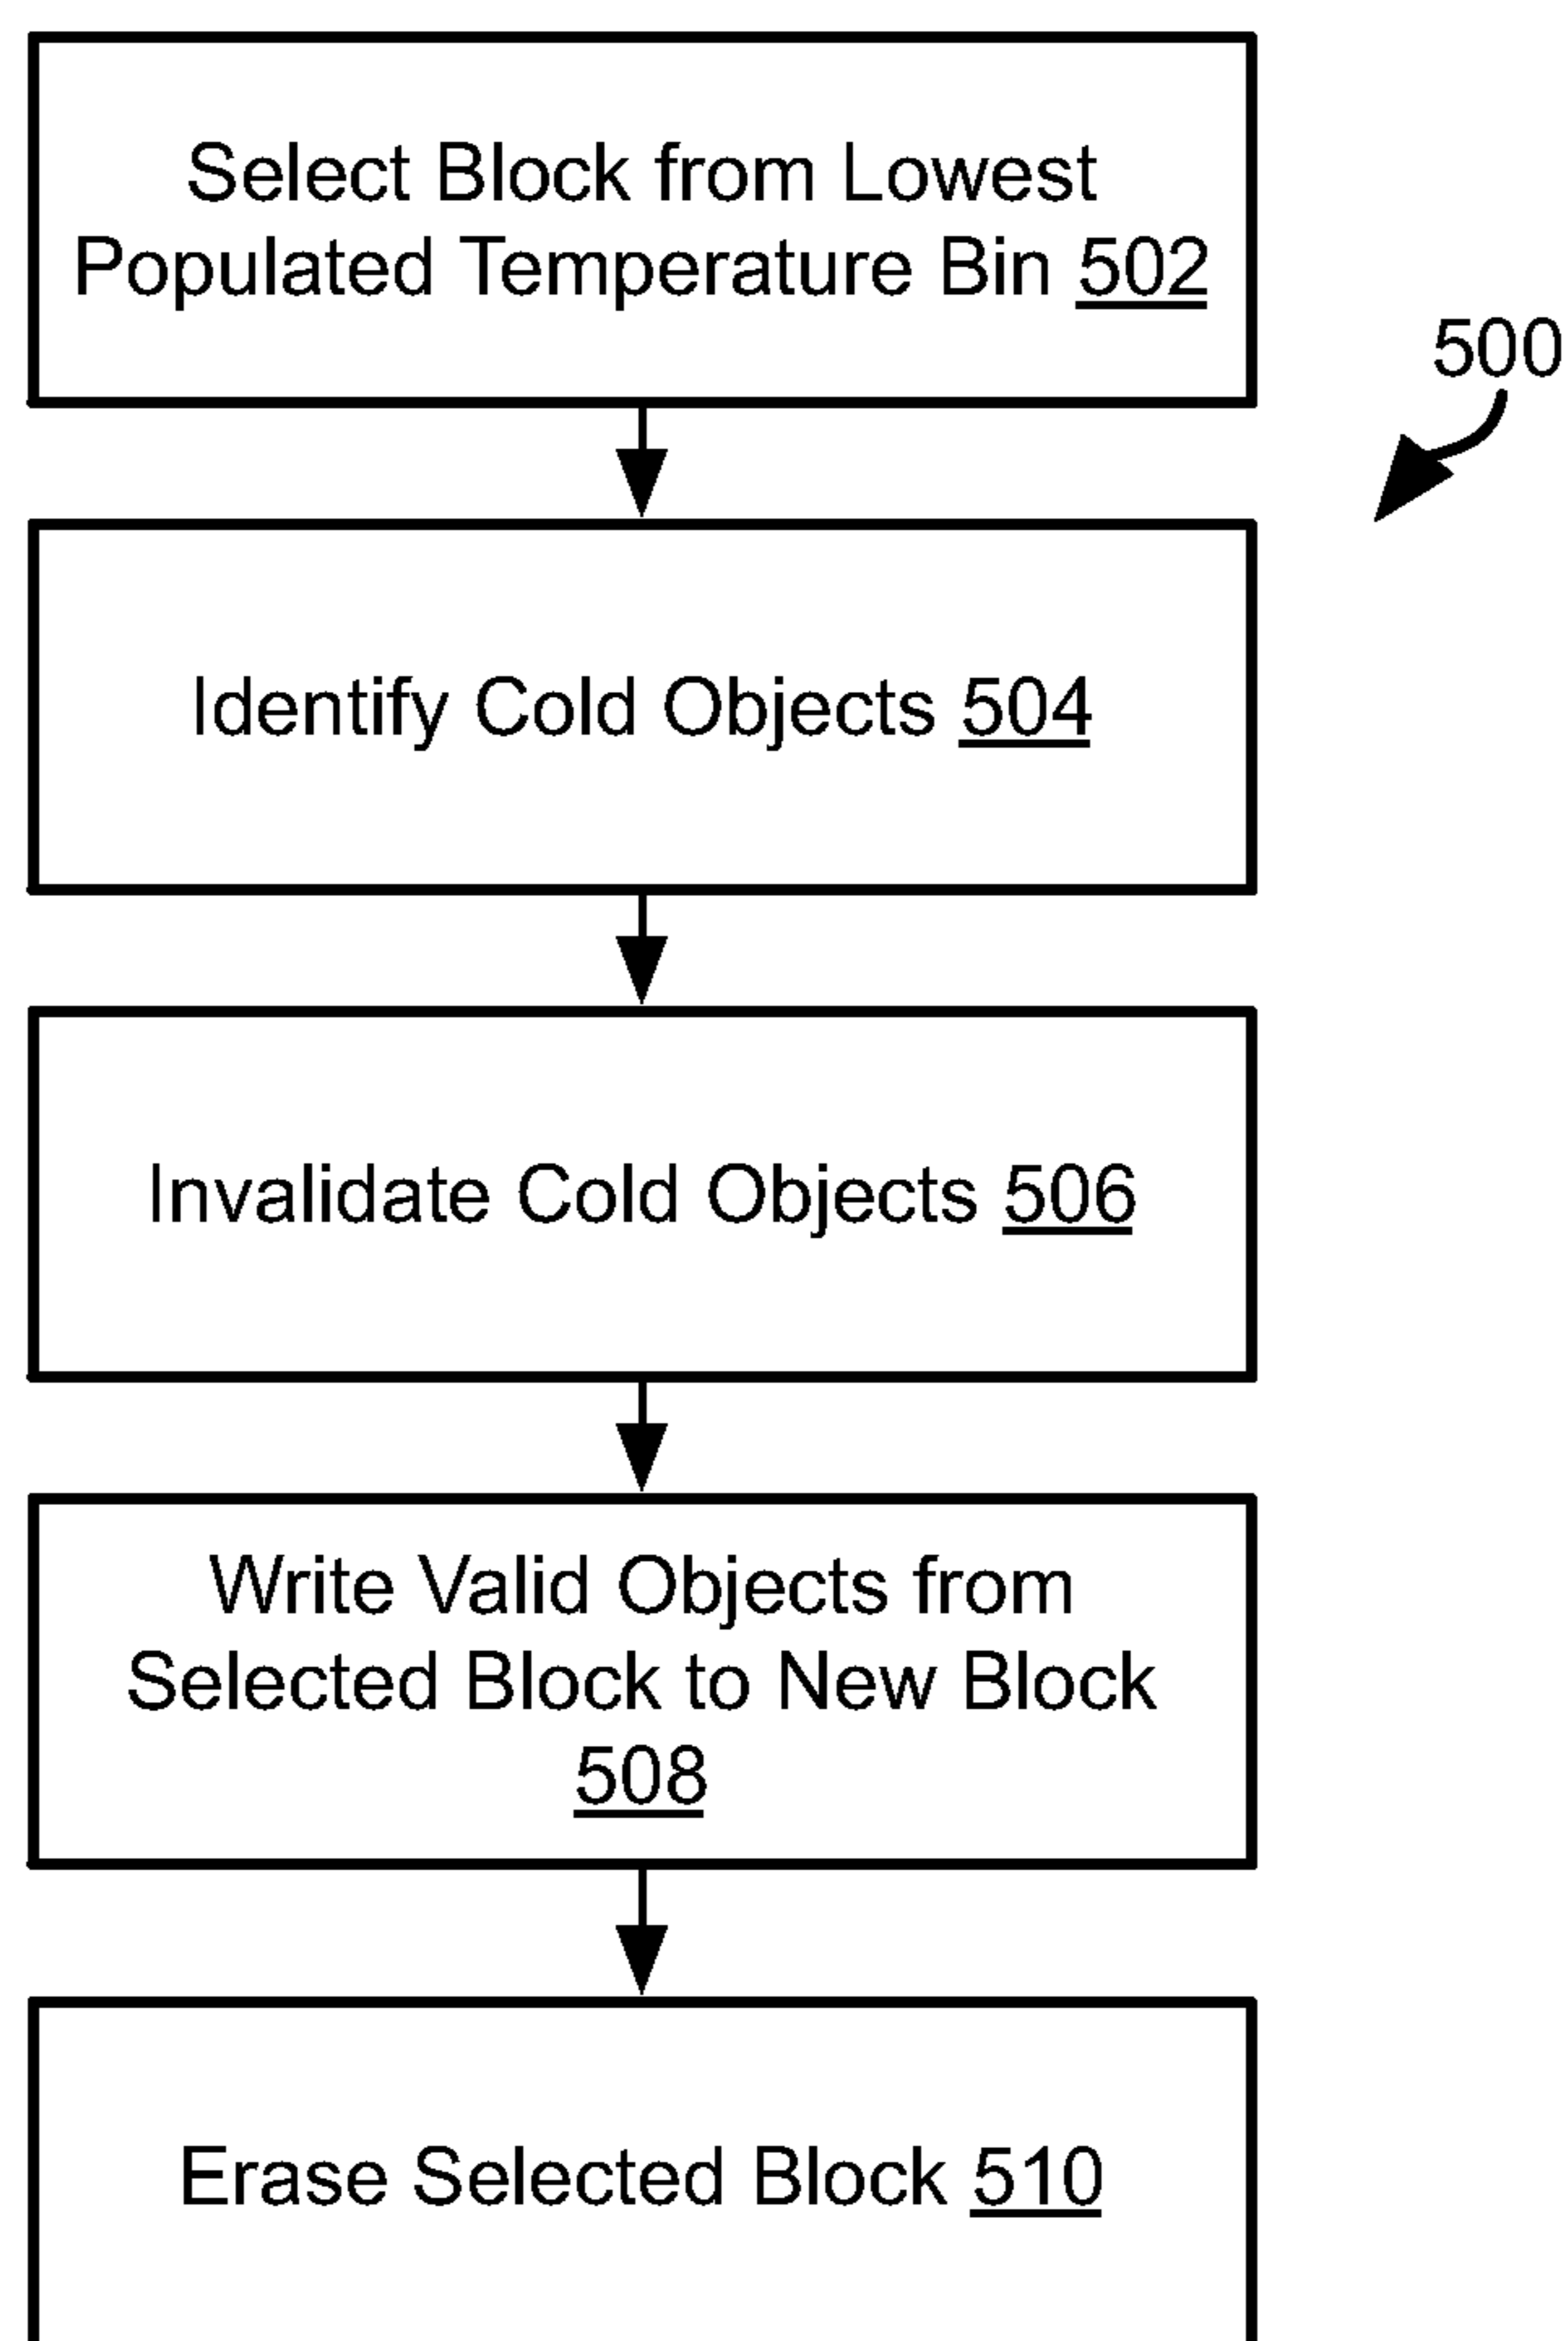 Select Block from Lowest
Populated Temperature Bin 502
500
Identify Cold Objects 504
Invalidate Cold Objects 506
Write Valid Objects from
Selected Block to New Block
508
Erase Selected Block 510